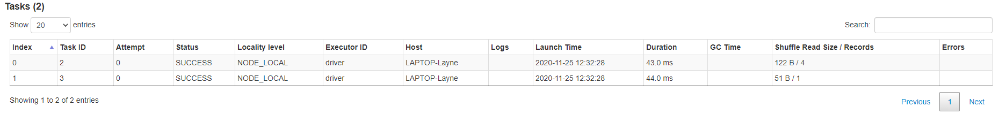 Tasks (2)
Show 20 entries Search:
Index Task ID Attempt Status Locality level Executor ID Host Logs Launch Time Duration GC Time Shuffle Read Size / Records Errors
0 2 0 SUCCESS NODE_LOCAL driver LAPTOP-Layne 2020-11-25 12:32:28 43.0 ms 122 B / 4
1 3 0 SUCCESS NODE_LOCAL driver LAPTOP-Layne 2020-11-25 12:32:28 44.0 ms 51 B / 1
Showing 1 to 2 of 2 entries Previous 1 Next